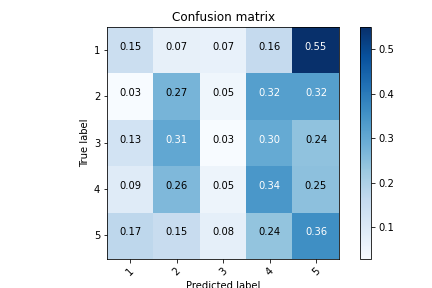 Confusion matrix
1 0.15 0.07 0.07 0.16 0.55
2 0.03 0.27 0.05 0.32 0.32
3 0.13 0.31 0.03 0.30 0.24
4 0.09 0.26 0.05 0.34 0.25
5 0.17 0.15 0.08 0.24 0.36
1 2 3 4 5
True label
Predicted label
0.5
0.4
0.3
0.2
0.1